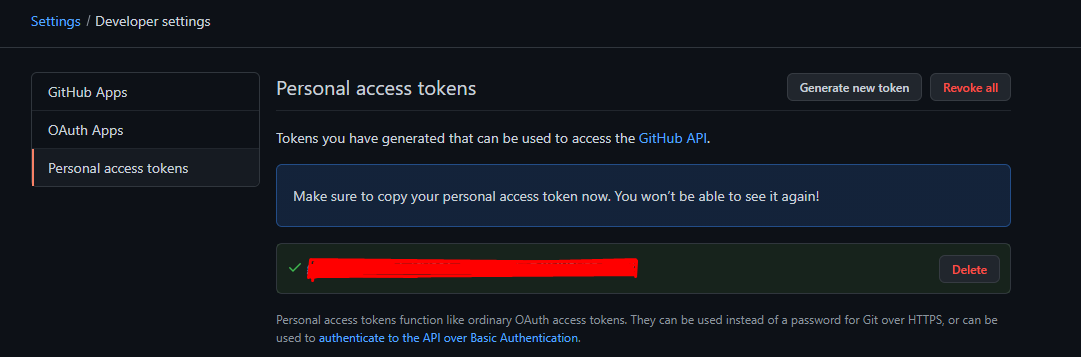 Settings / Developer settings
GitHub Apps
OAuth Apps
Personal access tokens
Personal access tokens
Generate new token
Revoke all
Tokens you have generated that can be used to access the GitHub API.
Make sure to copy your personal access token now. You won’t be able to see it again!
Delete
Personal access tokens function like ordinary OAuth access tokens. They can be used instead of a password for Git over HTTPS, or can be
used to authenticate to the API over Basic Authentication.